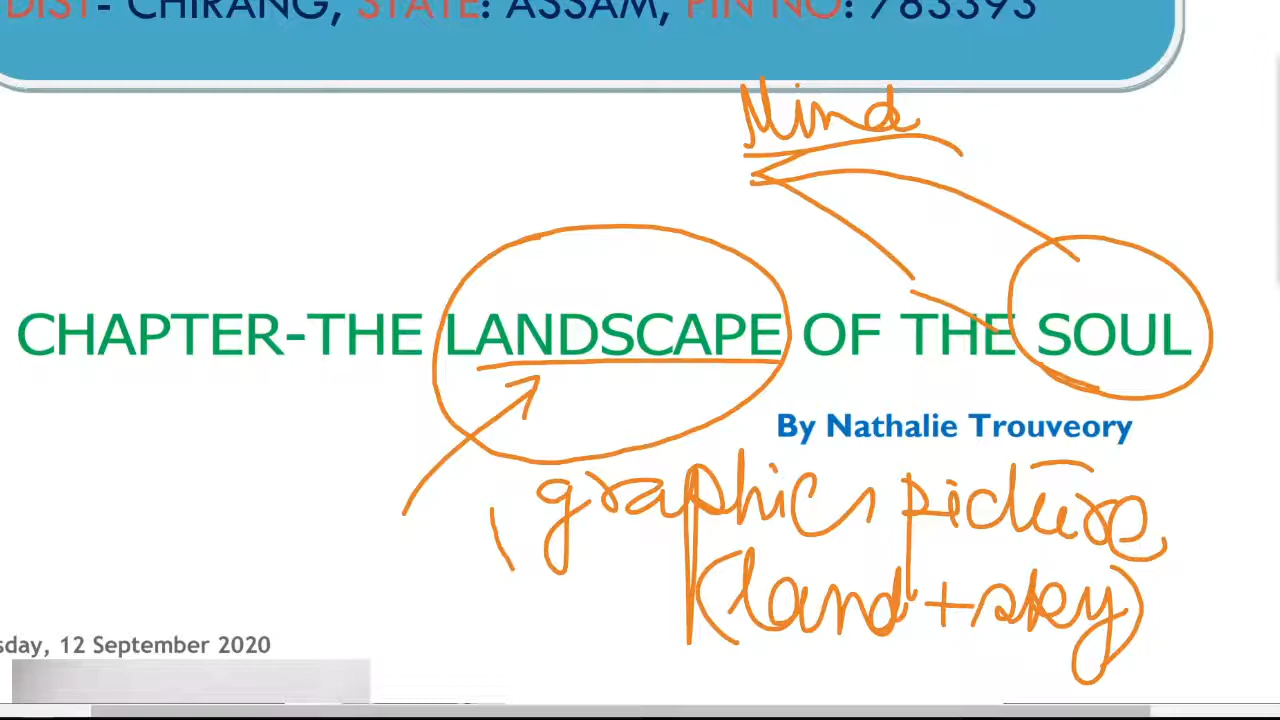 DIST- CHIRANG, STATE: ASSAM, PIN NO: 783393
Mind
CHAPTER-THE LANDSCAPE OF THE SOUL
By Nathalie Trouveory
graphics picture
(land+sky)
sday, 12 September 2020